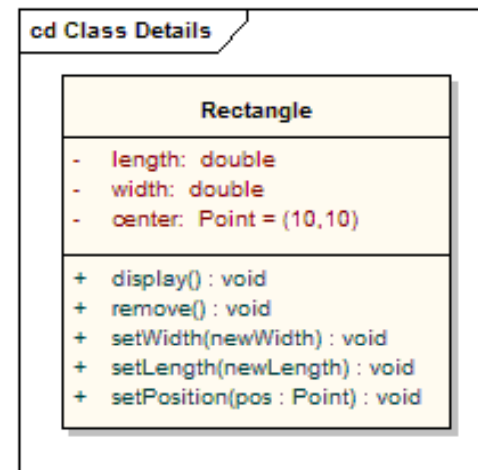 cd Class Details
Rectangle
- length: double
- width: double
- center: Point = (10,10)
+ display() : void
+ remove() : void
+ setWidth(newWidth) : void
+ setLength(newLength) : void
+ setPosition(pos : Point) : void